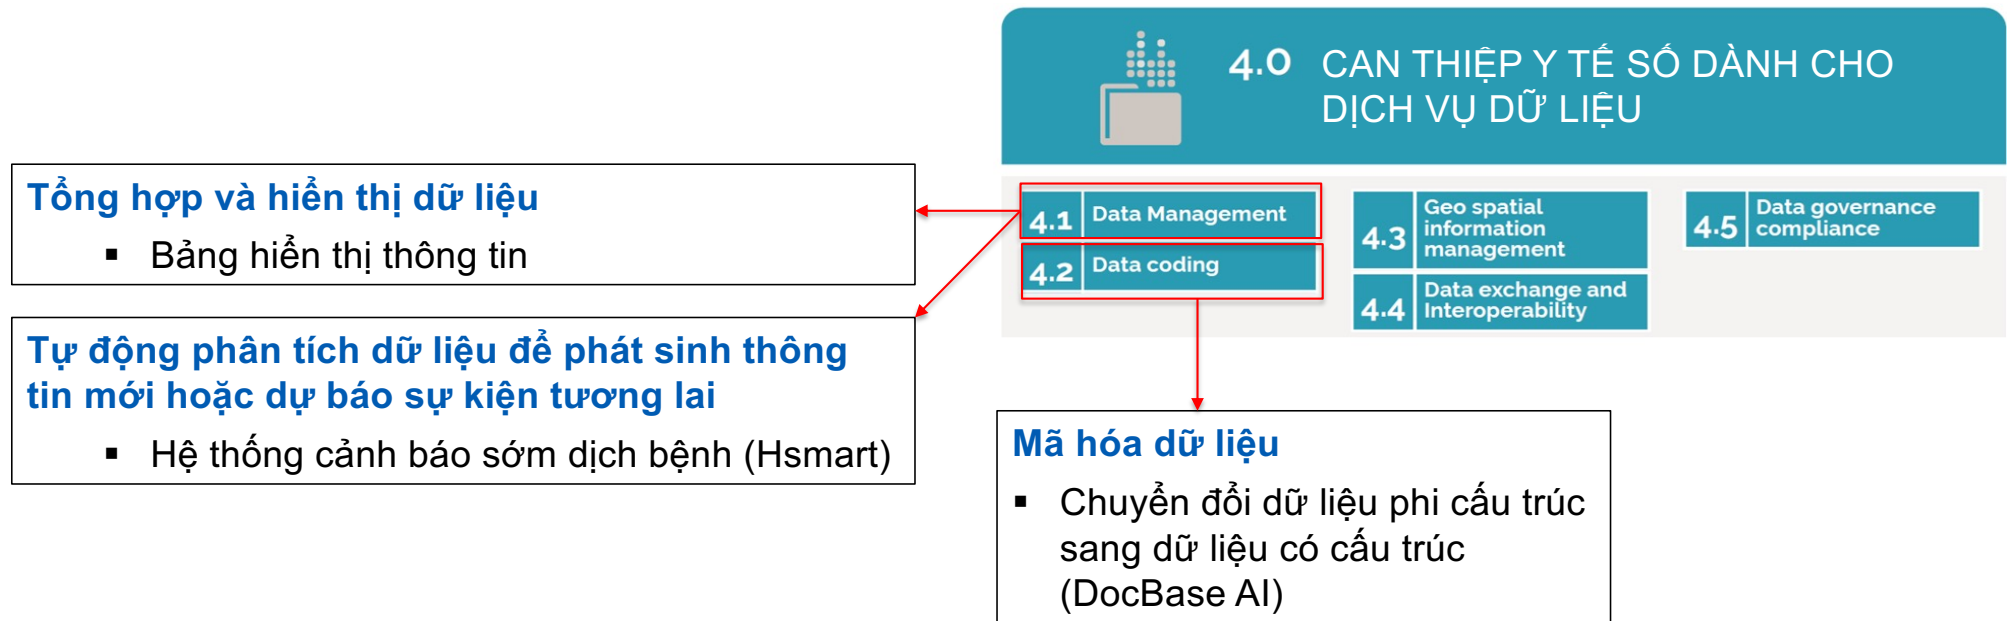 4.0 CAN THIỆP Y TẾ SỐ DÀNH CHO
DỊCH VỤ DỮ LIỆU
4.1 Data Management
4.2 Data coding
4.3 Geo spatial
information
management
4.4 Data exchange and
Interoperability
4.5 Data governance
compliance
Tổng hợp và hiển thị dữ liệu
▪ Bảng hiển thị thông tin
Tự động phân tích dữ liệu để phát sinh thông
tin mới hoặc dự báo sự kiện tương lai
▪ Hệ thống cảnh báo sớm dịch bệnh (Hsmart)
Mã hóa dữ liệu
▪ Chuyển đổi dữ liệu phi cấu trúc
sang dữ liệu có cấu trúc
(DocBase AI)